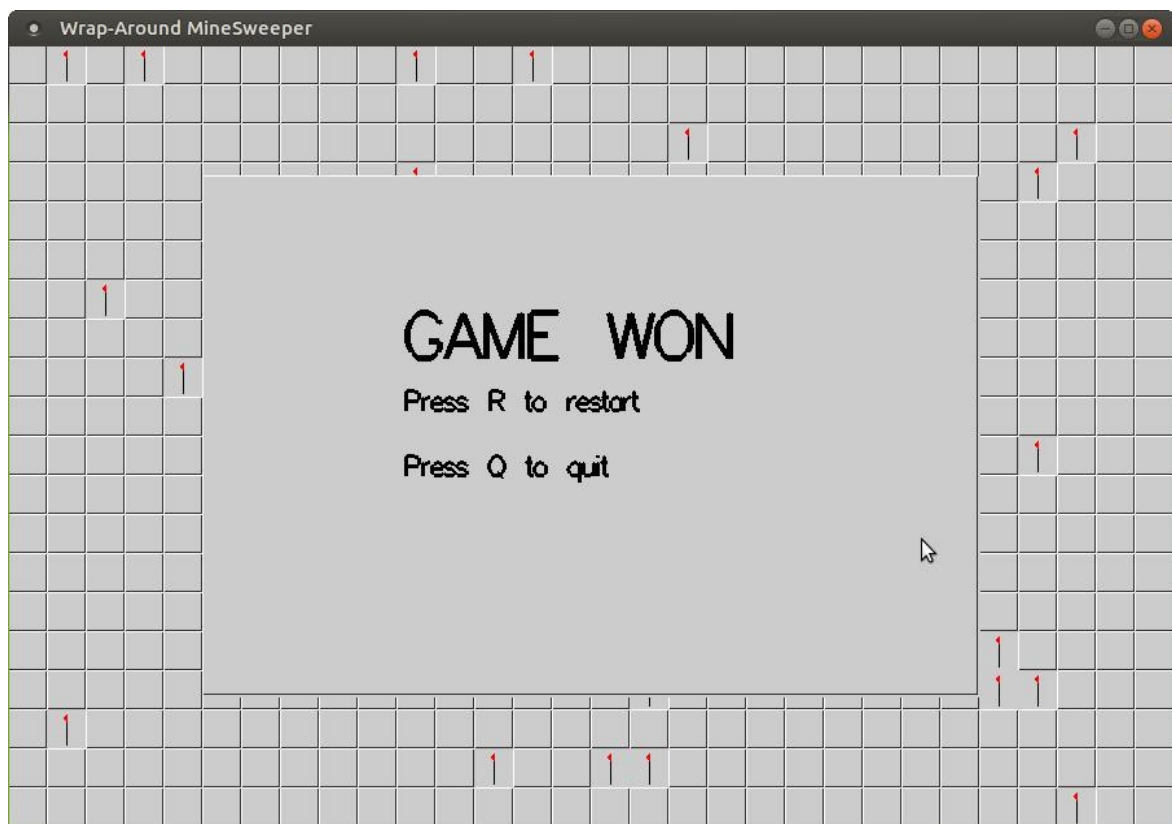 Wrap-Around MineSweeper
GAME WON
Press R to restart
Press Q to quit